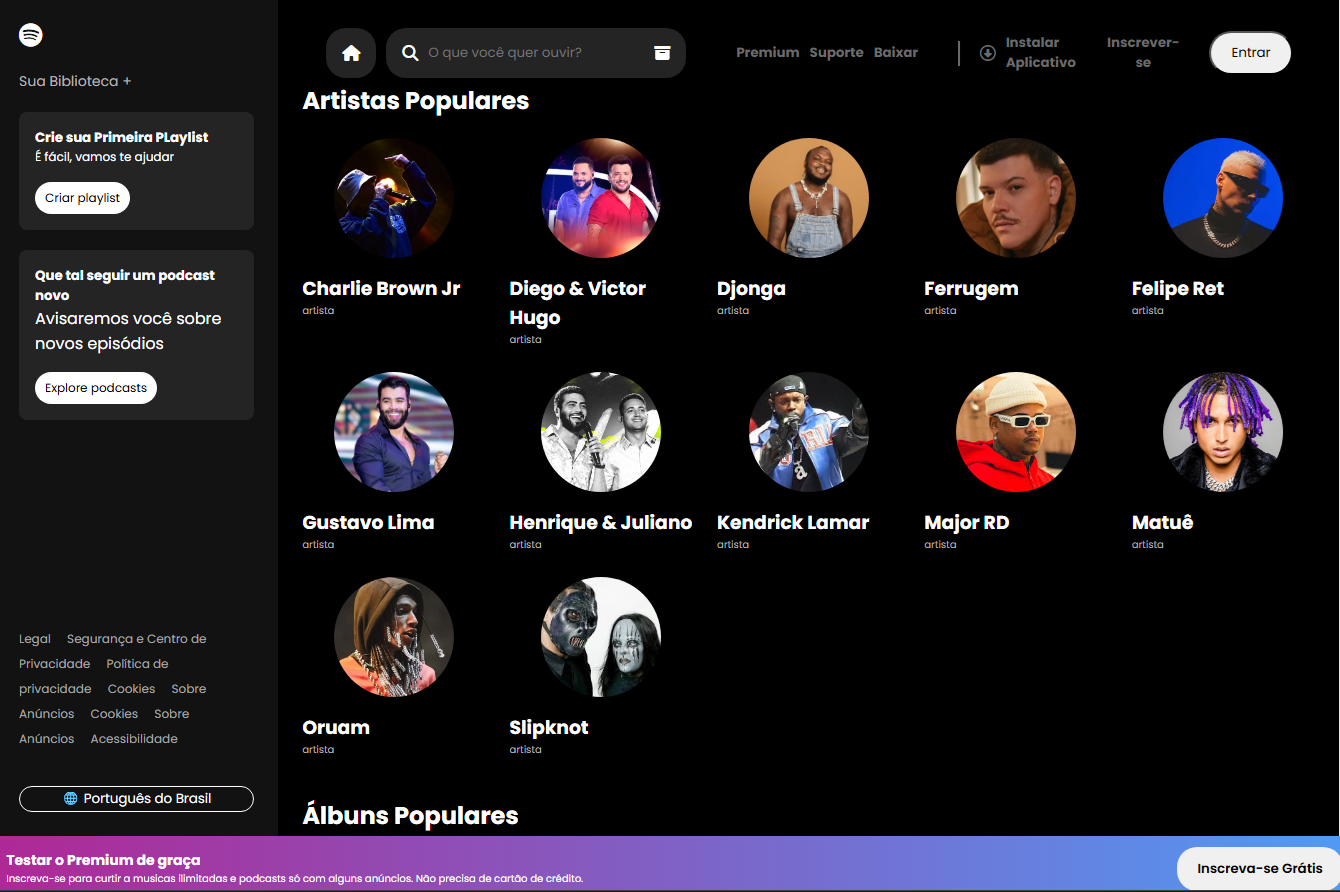 Sua Biblioteca +
Crie sua Primeira PLaylist
É fácil, vamos te ajudar
Criar playlist
Que tal seguir um podcast
novo
Avisaremos você sobre
novos episódios
Explore podcasts
Legal Segurança e Centro de
Privacidade Política de
privacidade Cookies Sobre
Anúncios Cookies Sobre
Anúncios Acessibilidade
Português do Brasil
O que você quer ouvir?
Premium Suporte Baixar
Instalar
Aplicativo
Inscrever-
se
Entrar
Artistas Populares
Charlie Brown Jr
artista
Diego & Victor
Hugo
artista
Djonga
artista
Ferrugem
artista
Felipe Ret
artista
Gustavo Lima
artista
Henrique & Juliano
artista
Kendrick Lamar
artista
Major RD
artista
Matuê
artista
Oruam
artista
Slipknot
artista
Álbuns Populares
Testar o Premium de graça
Inscreva-se para curtir a musicas ilimitadas e podcasts só com alguns anúncios. Não precisa de cartão de crédito.
Inscreva-se Grátis